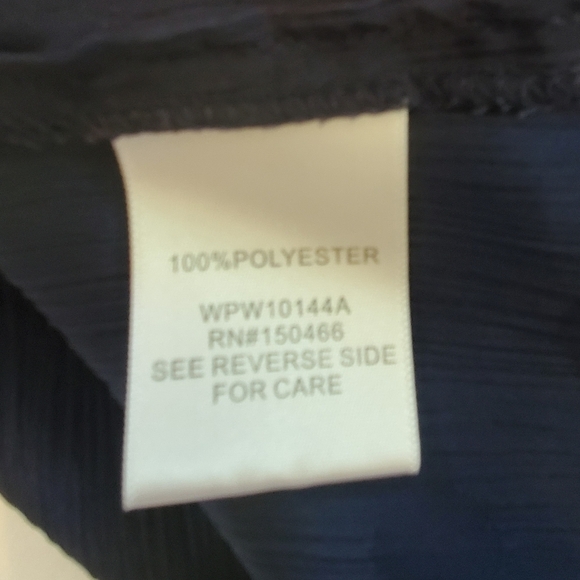 100%POLYESTER
WPW10144A
RN#150466
SEE REVERSE SIDE
FOR CARE